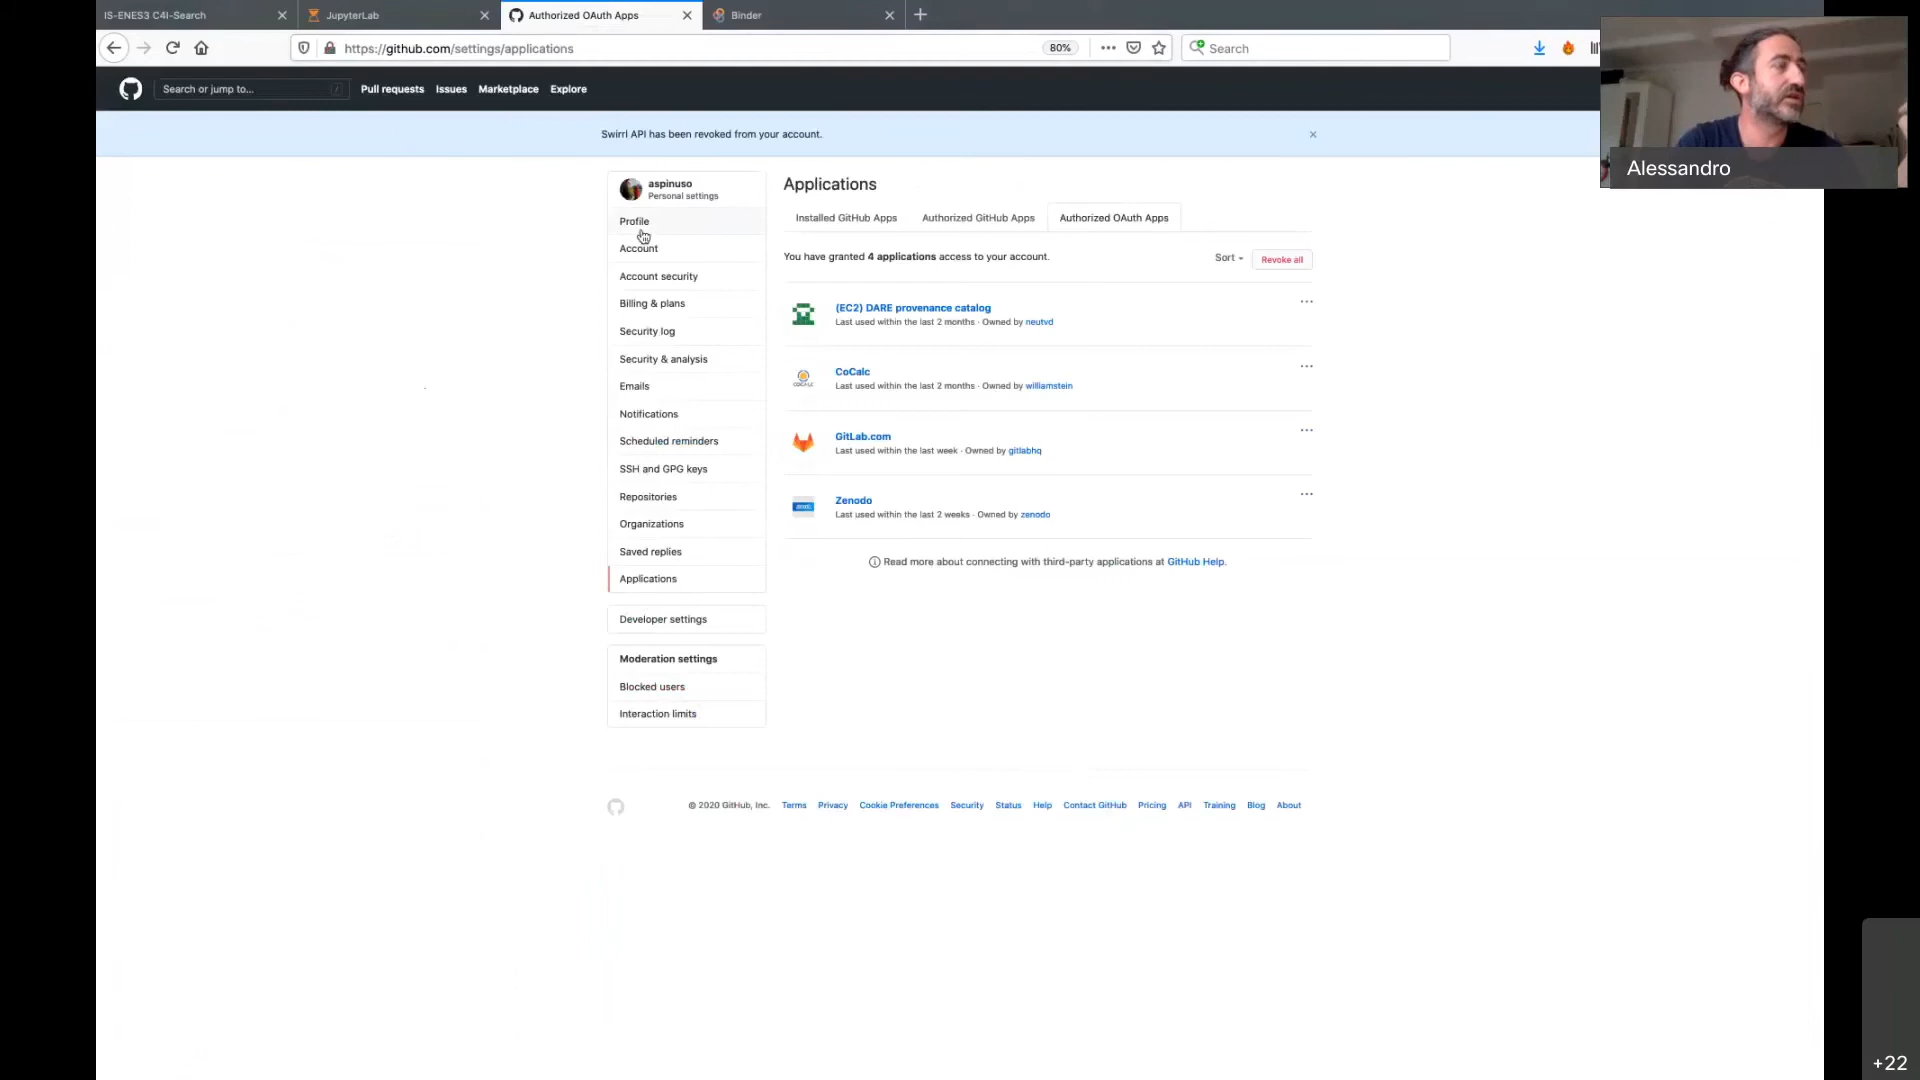 IS-ENES3 C4I-Search
JupyterLab
Authorized OAuth Apps
Binder
https://github.com/settings/applications
80%
Search
Search or jump to...
/
Pull requests
Issues
Marketplace
Explore
Alessandro
Swirrl API has been revoked from your account.
aspinuso
Personal settings
Profile
Account
Account security
Billing & plans
Security log
Security & analysis
Emails
Notifications
Scheduled reminders
SSH and GPG keys
Repositories
Organizations
Saved replies
Applications
Developer settings
Moderation settings
Blocked users
Interaction limits
Applications
Installed GitHub Apps
Authorized GitHub Apps
Authorized OAuth Apps
You have granted 4 applications access to your account.
Sort
Revoke all
(EC2) DARE provenance catalog
Last used within the last 2 months · Owned by neutvd
CoCalc
Last used within the last 2 months · Owned by williamstein
GitLab.com
Last used within the last week · Owned by gitlabhq
Zenodo
Last used within the last 2 weeks · Owned by zenodo
Read more about connecting with third-party applications at GitHub Help.
© 2020 GitHub, Inc.
Terms
Privacy
Cookie Preferences
Security
Status
Help
Contact GitHub
Pricing
API
Training
Blog
About
+22